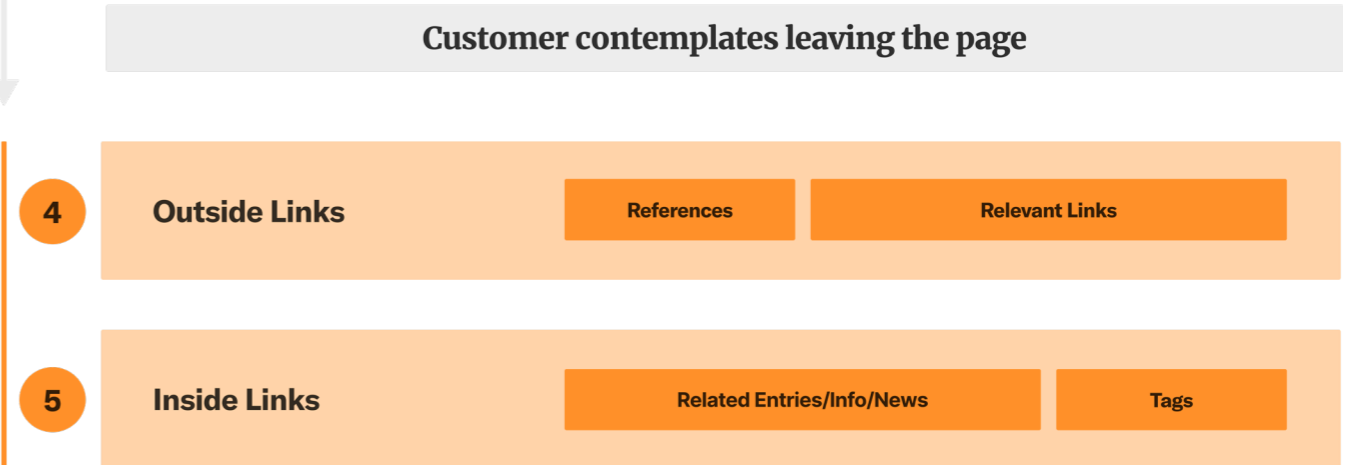 Customer contemplates leaving the page
4 Outside Links References Relevant Links
5 Inside Links Related Entries/Info/News Tags